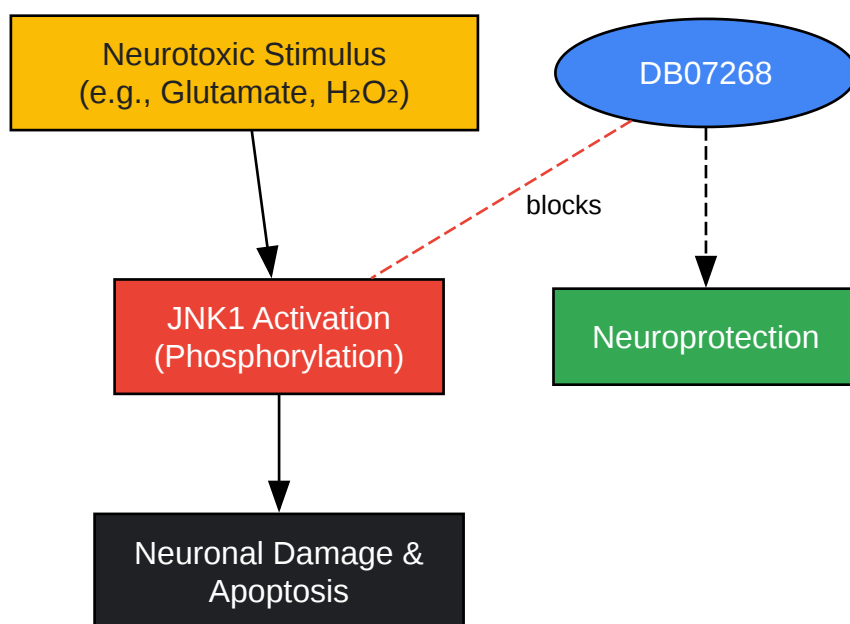 Neurotoxic Stimulus
(e.g., Glutamate, H₂O₂)
DB07268
blocks
JNK1 Activation
(Phosphorylation)
Neuroprotection
Neuronal Damage &
Apoptosis